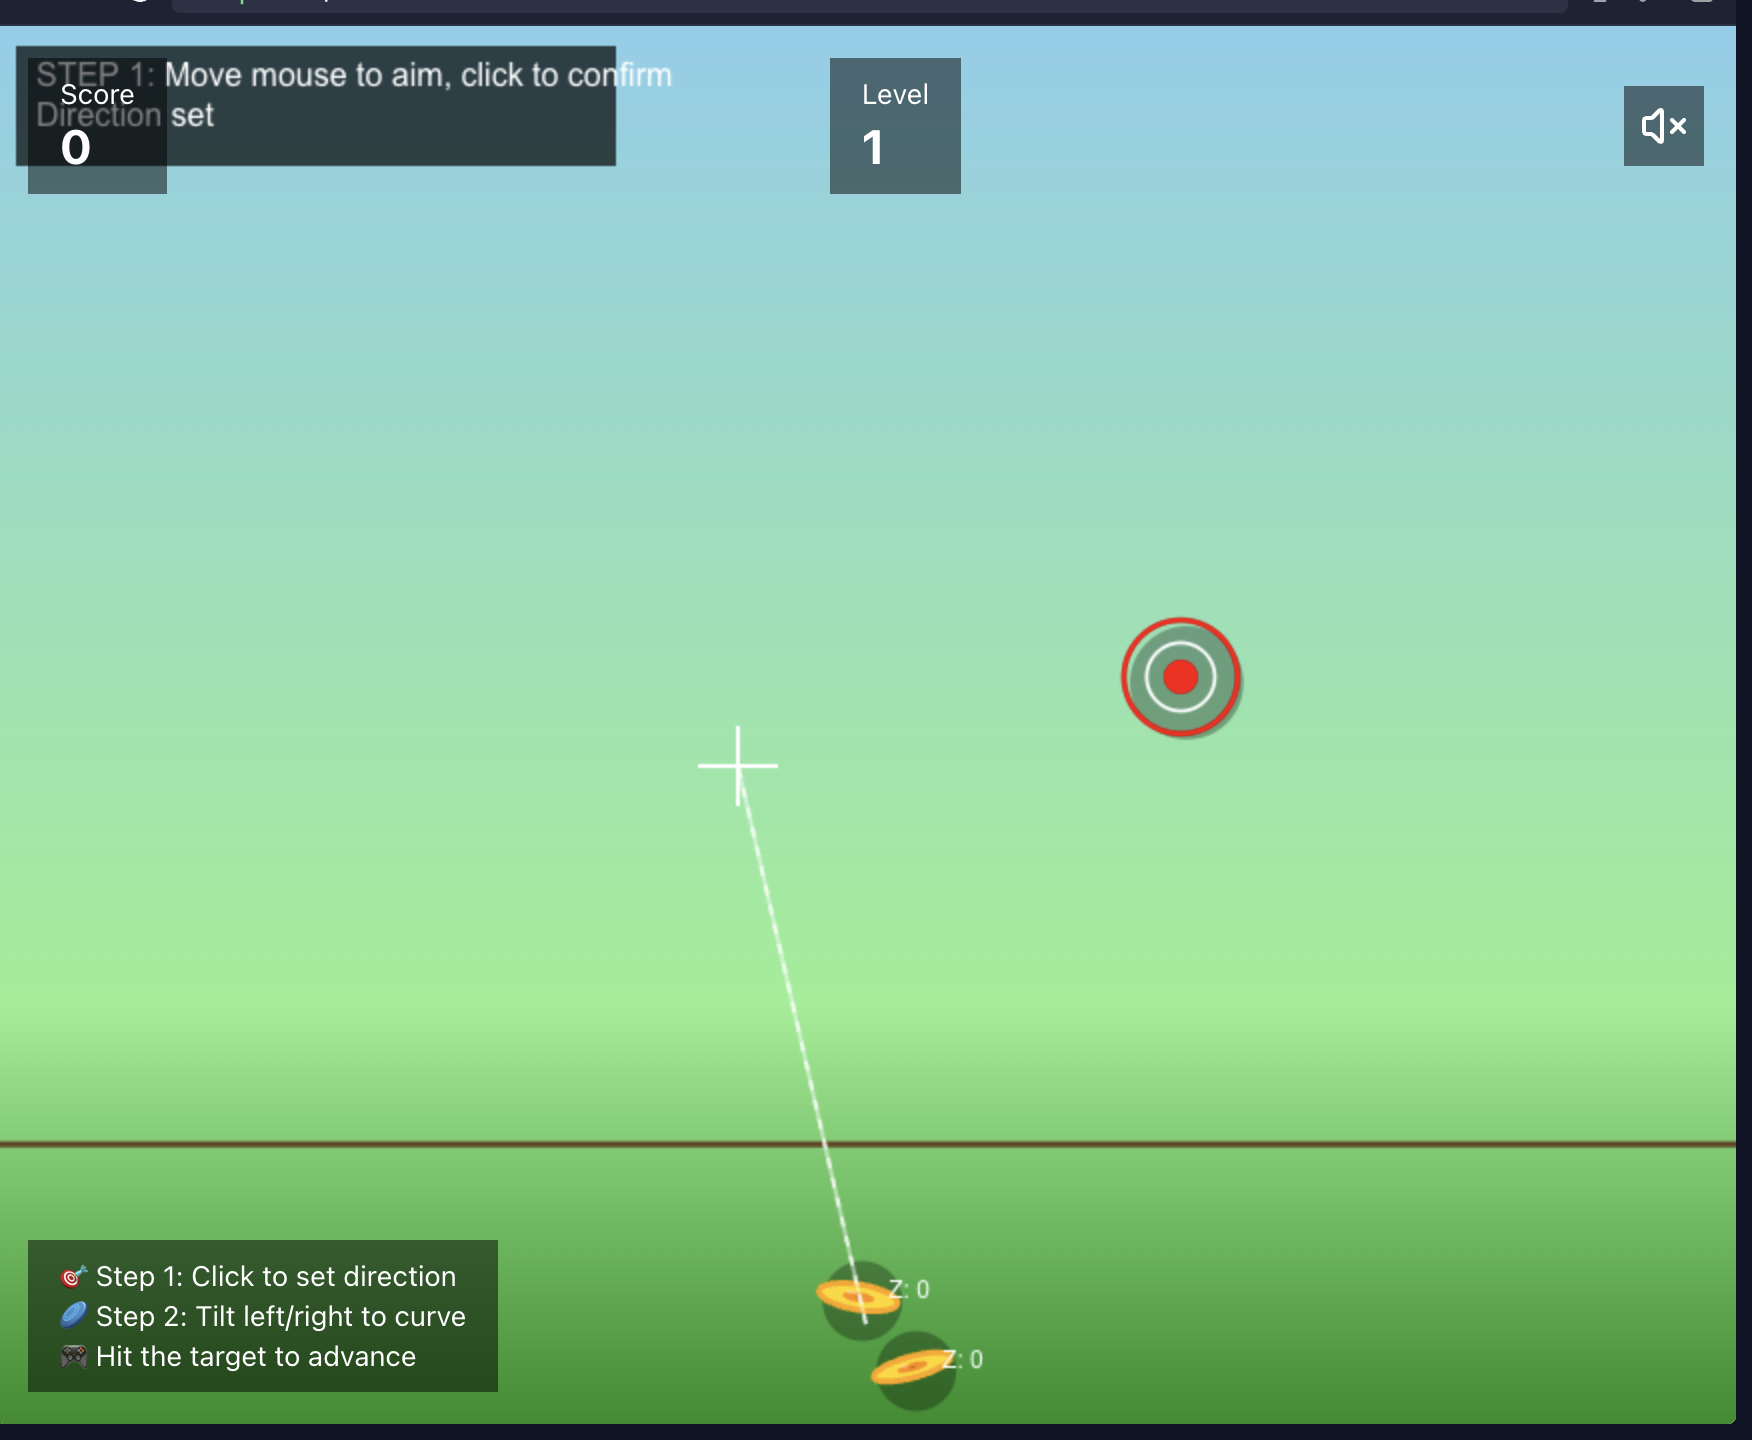 STEP 1: Move mouse to aim, click to confirm
Direction set
Score
0
Level
1
Z: 0
Z: 0
Step 1: Click to set direction
Step 2: Tilt left/right to curve
Hit the target to advance